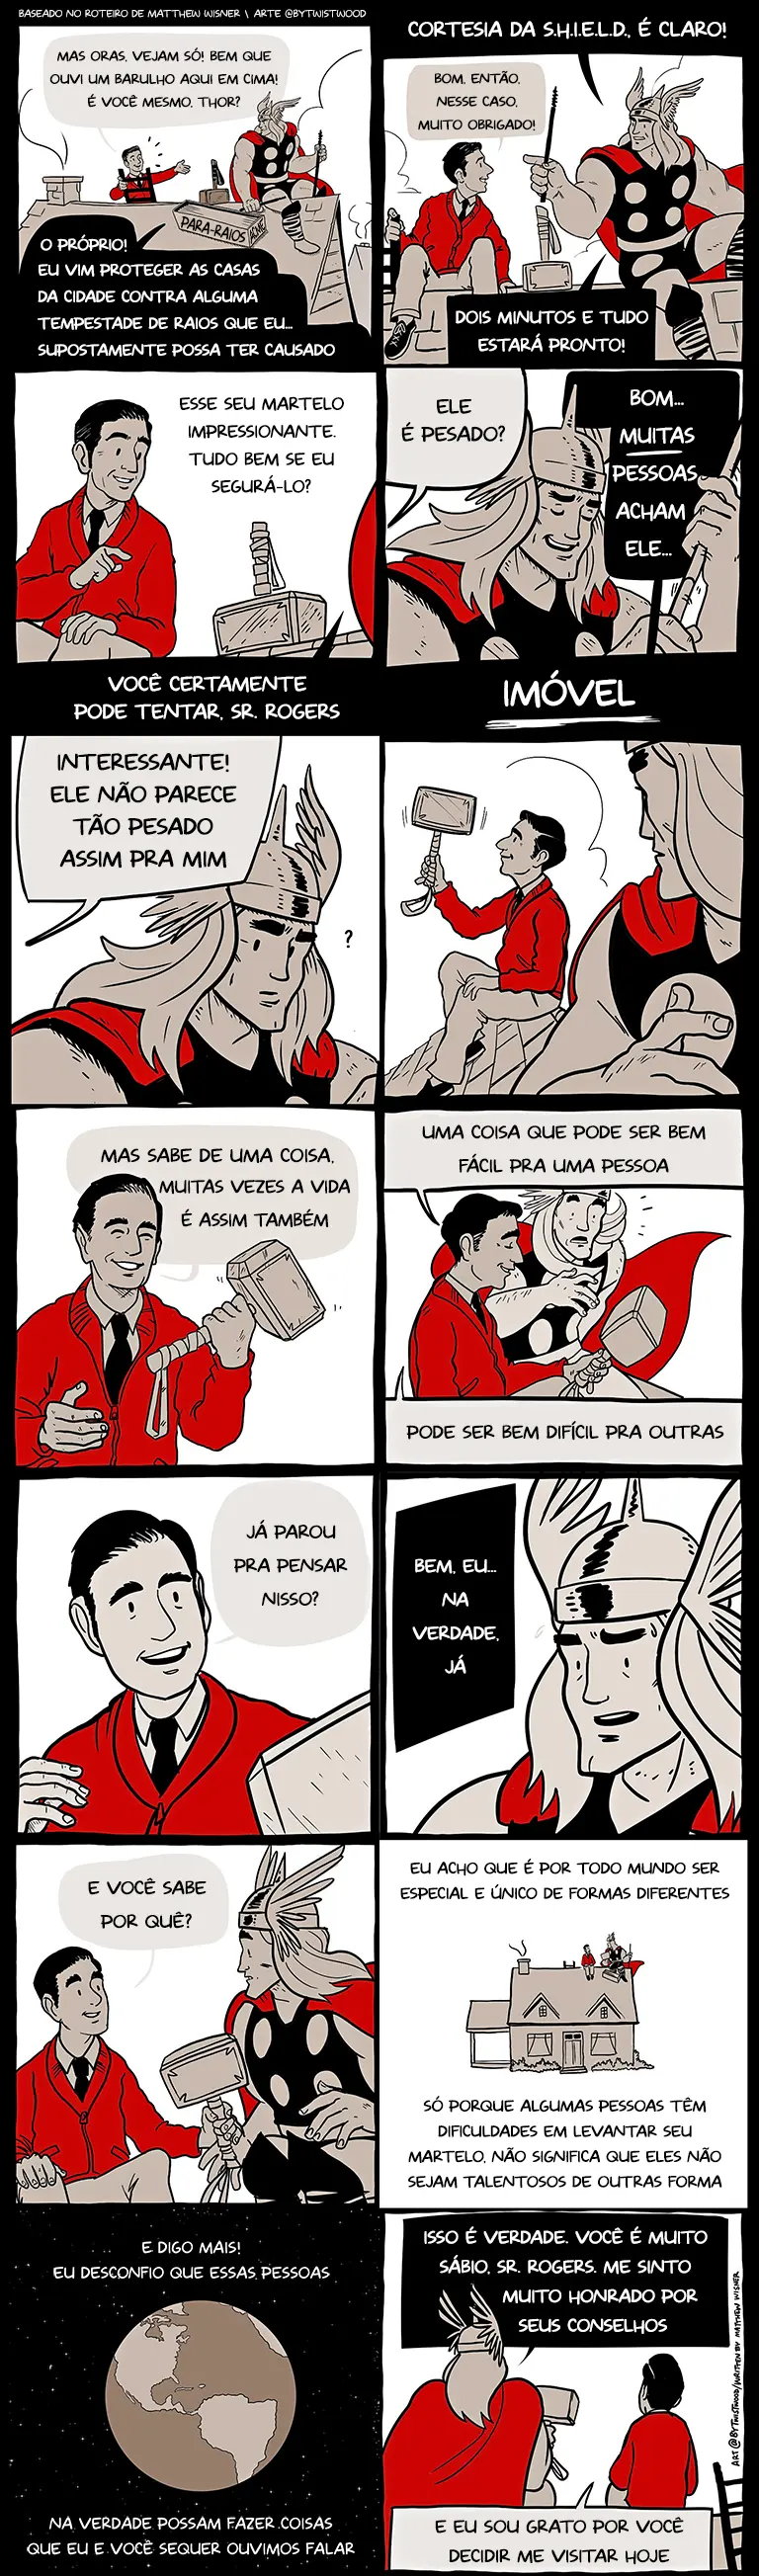 BASEADO NO ROTEIRO DE MATTHEW WISNER \ ARTE @BYTWISTWOOD
MAS ORAS, VEJAM SÓ! BEM QUE
OUVI UM BARULHO AQUI EM CIMA!
É VOCÊ MESMO, THOR?
PARA-RAIOS
ACME
O PRÓPRIO!
EU VIM PROTEGER AS CASAS
DA CIDADE CONTRA ALGUMA
TEMPESTADE DE RAIOS QUE EU...
SUPOSTAMENTE POSSA TER CAUSADO
CORTESIA DA S.H.I.E.L.D., É CLARO!
BOM, ENTÃO,
NESSE CASO,
MUITO OBRIGADO!
DOIS MINUTOS E TUDO
ESTARÁ PRONTO!
ESSE SEU MARTELO
IMPRESSIONANTE.
TUDO BEM SE EU
SEGURÁ-LO?
VOCÊ CERTAMENTE
PODE TENTAR, SR. ROGERS
ELE
É PESADO?
BOM...
MUITAS
PESSOAS
ACHAM
ELE...
IMÓVEL
INTERESSANTE!
ELE NÃO PARECE
TÃO PESADO
ASSIM PRA MIM
?
MAS SABE DE UMA COISA,
MUITAS VEZES A VIDA
É ASSIM TAMBÉM
UMA COISA QUE PODE SER BEM
FÁCIL PRA UMA PESSOA
PODE SER BEM DIFÍCIL PRA OUTRAS
JÁ PAROU
PRA PENSAR
NISSO?
BEM, EU...
NA
VERDADE,
JÁ
E VOCÊ SABE
POR QUÊ?
EU ACHO QUE É POR TODO MUNDO SER
ESPECIAL E ÚNICO DE FORMAS DIFERENTES
SÓ PORQUE ALGUMAS PESSOAS TÊM
DIFICULDADES EM LEVANTAR SEU
MARTELO, NÃO SIGNIFICA QUE ELES NÃO
SEJAM TALENTOSOS DE OUTRAS FORMA
E DIGO MAIS!
EU DESCONFIO QUE ESSAS PESSOAS
NA VERDADE POSSAM FAZER COISAS
QUE EU E VOCÊ SEQUER OUVIMOS FALAR
ISSO É VERDADE. VOCÊ É MUITO
SÁBIO, SR. ROGERS. ME SINTO
MUITO HONRADO POR
SEUS CONSELHOS
E EU SOU GRATO POR VOCÊ
DECIDIR ME VISITAR HOJE
ART @BYTWISTWOOD/WRITTEN BY MATTHEW WISNER